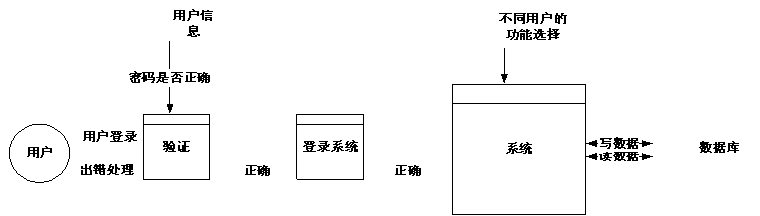 用户信
息
不同用户的
功能选择
密码是否正确
用户
用户登录
出错处理
验证
正确
登录系统
正确
系统
写数据
读数据
数据库